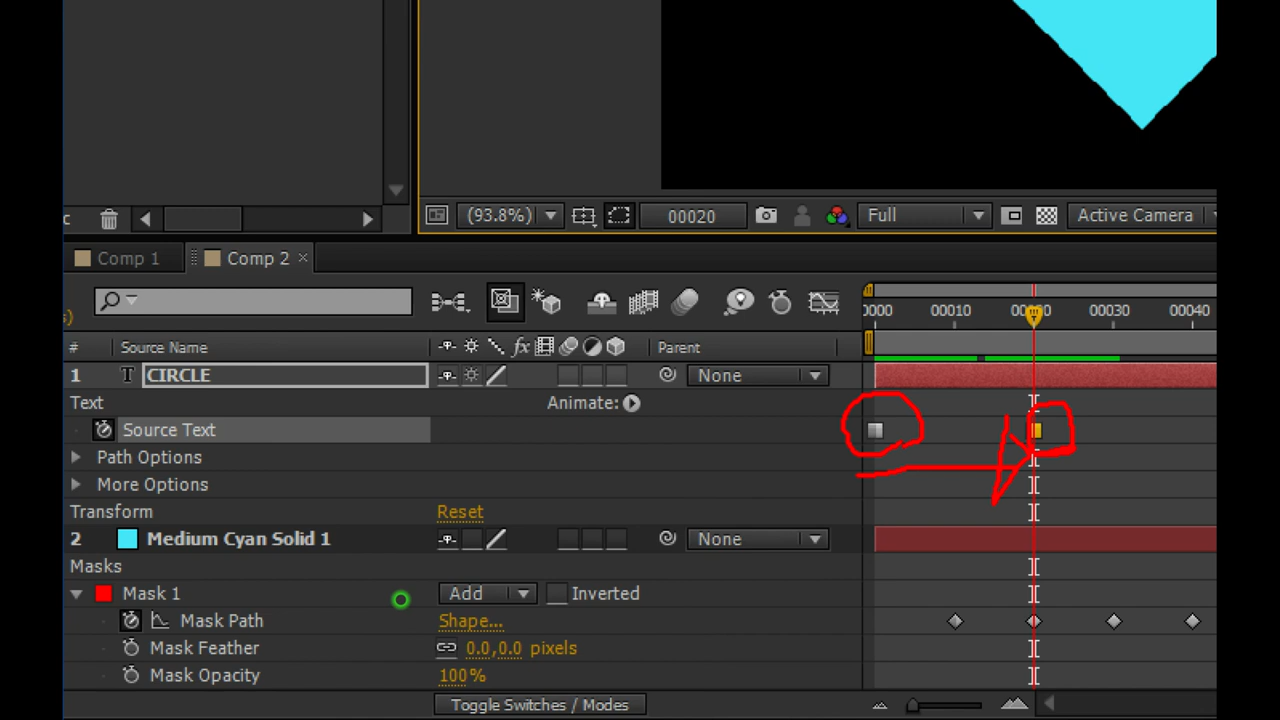 c
(93.8%) 00020 Full Active Camera
Comp 1 Comp 2 ×
s)
0000 00010 00020 00030 00040
# Source Name Parent
1 T CIRCLE None
Text Animate:
Source Text
Path Options
More Options
Transform Reset
2 Medium Cyan Solid 1 None
Masks
Mask 1 Add Inverted
Mask Path Shape...
Mask Feather 0.0,0.0 pixels
Mask Opacity 100%
Toggle Switches / Modes